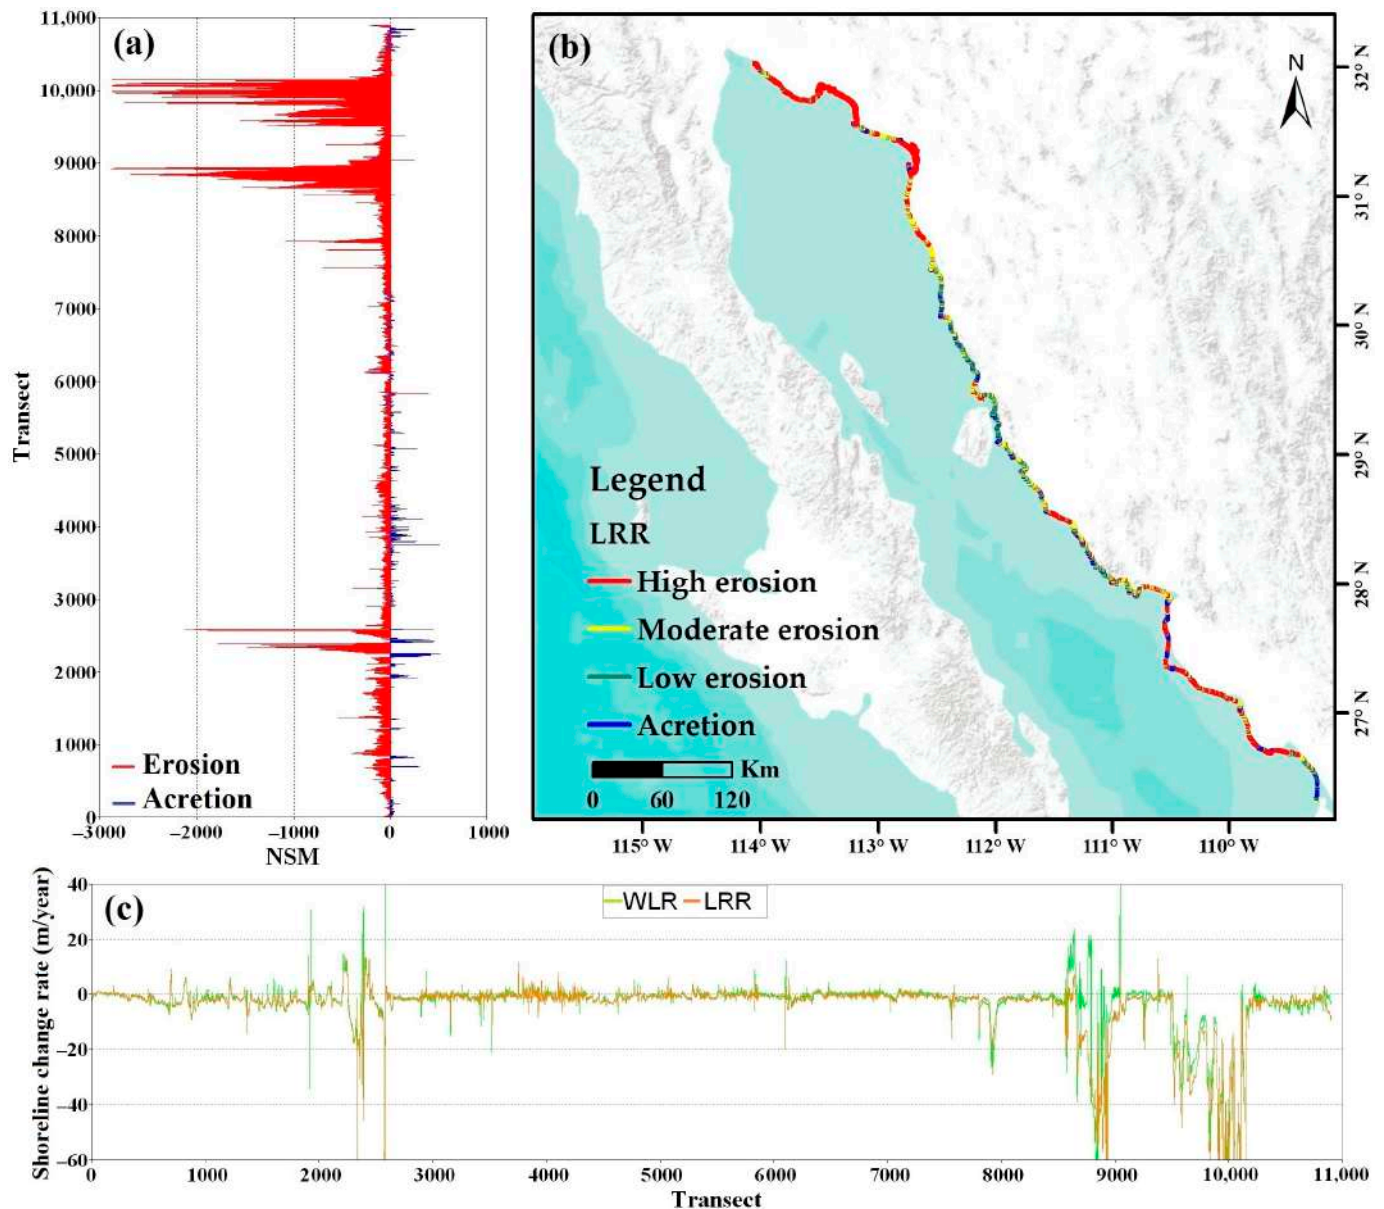 (a)
11,000
10,000
9000
8000
7000
6000
5000
4000
3000
2000
1000
0
Transect
Erosion
Acretion
−3000 −2000 −1000 0 1000
NSM
(b)
N
32° N
31° N
30° N
29° N
28° N
27° N
Legend
LRR
High erosion
Moderate erosion
Low erosion
Acretion
Km
0 60 120
115° W 114° W 113° W 112° W 111° W 110° W
(c)
WLR LRR
Shoreline change rate (m/year)
40
20
0
−20
−40
−60
0 1000 2000 3000 4000 5000 6000 7000 8000 9000 10,000 11,000
Transect